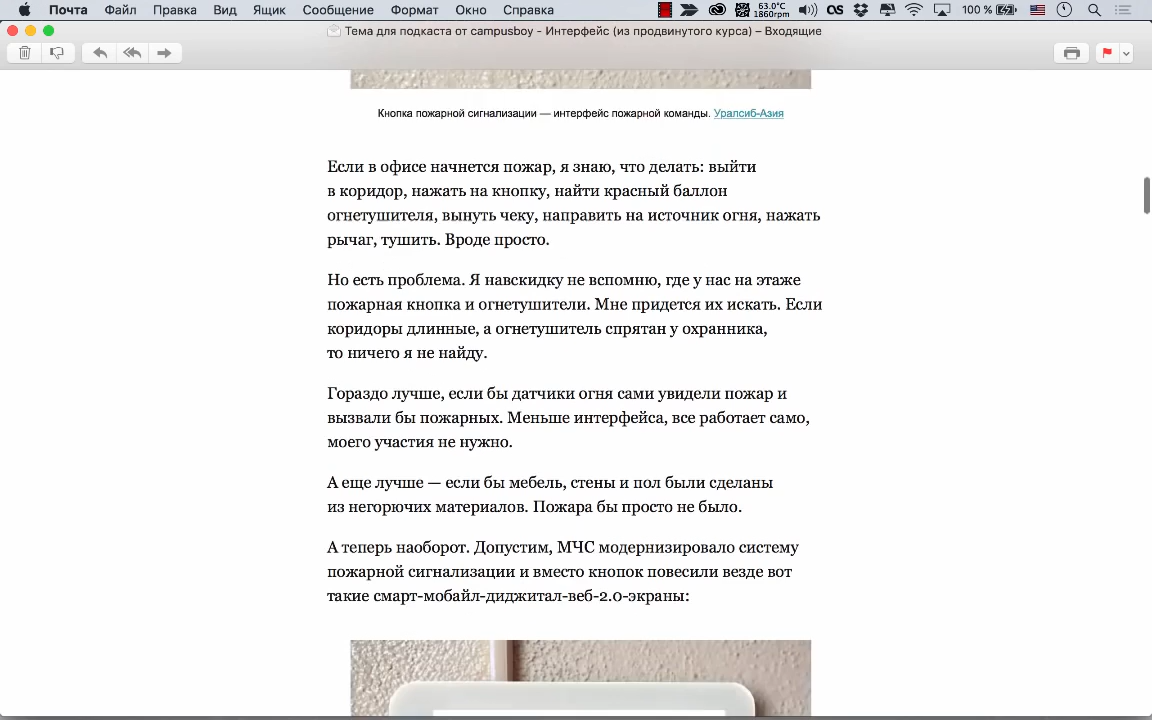 Почта Файл Правка Вид Ящик Сообщение Формат Окно Справка 63.0°C 1860rpm 100 %
Тема для подкаста от campusboy - Интерфейс (из продвинутого курса) – Входящие
Кнопка пожарной сигнализации — интерфейс пожарной команды. Уралсиб-Азия
Если в офисе начнется пожар, я знаю, что делать: выйти
в коридор, нажать на кнопку, найти красный баллон
огнетушителя, вынуть чеку, направить на источник огня, нажать
рычаг, тушить. Вроде просто.
Но есть проблема. Я навскидку не вспомню, где у нас на этаже
пожарная кнопка и огнетушители. Мне придется их искать. Если
коридоры длинные, а огнетушитель спрятан у охранника,
то ничего я не найду.
Гораздо лучше, если бы датчики огня сами увидели пожар и
вызвали бы пожарных. Меньше интерфейса, все работает само,
моего участия не нужно.
А еще лучше — если бы мебель, стены и пол были сделаны
из негорючих материалов. Пожара бы просто не было.
А теперь наоборот. Допустим, МЧС модернизировало систему
пожарной сигнализации и вместо кнопок повесили везде вот
такие смарт-мобайл-диджитал-веб-2.0-экраны: